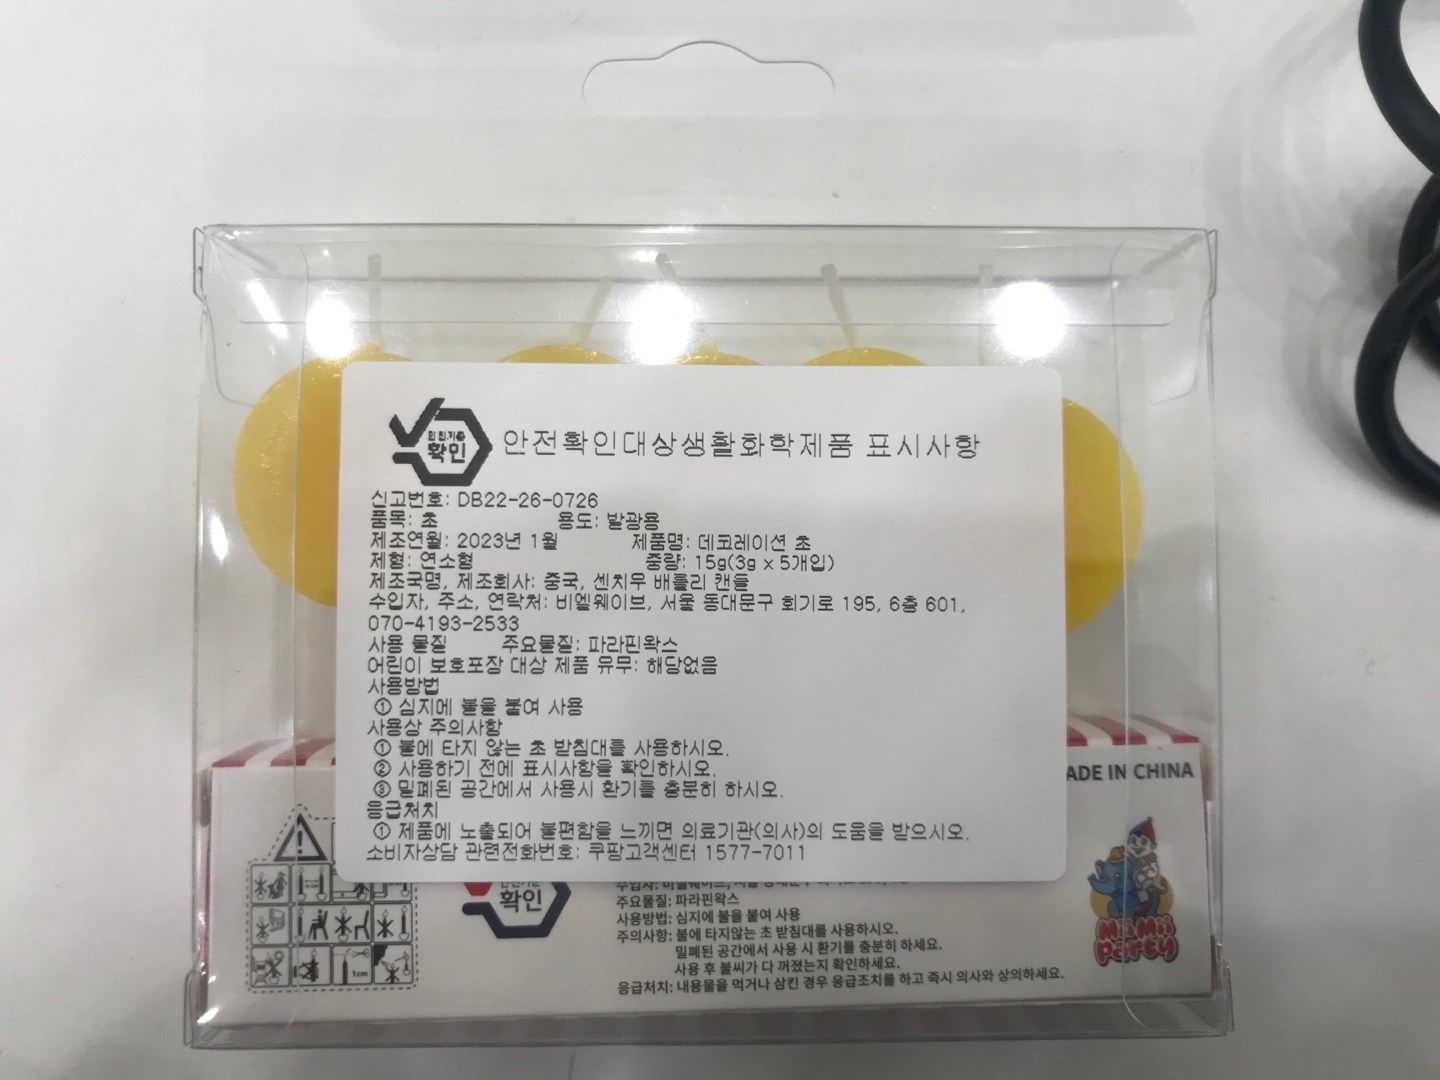 확인
안전확인대상생활화학제품 표시사항
신고번호: DB22-26-0726
품목: 초 용도: 발광용
제조연월: 2023년 1월 제품명: 데코레이션 초
제형: 연소형 중량: 15g(3g x 5개입)
제조국명, 제조회사: 중국, 센치무 배틀리 캔들
수입자, 주소, 연락처: 비엘웨이브, 서울 동대문구 회기로 195, 6층 601,
070-4193-2533
사용 물질 주요물질: 파라핀왁스
어린이 보호포장 대상 제품 유무: 해당없음
사용방법
① 심지에 불을 붙여 사용
사용상 주의사항
① 불에 타지 않는 초 받침대를 사용하시오.
② 사용하기 전에 표시사항을 확인하시오.
③ 밀폐된 공간에서 사용시 환기를 충분히 하시오.
응급처치
① 제품에 노출되어 불편함을 느끼면 의료기관(의사)의 도움을 받으시오.
소비자상담 관련전화번호: 쿠팡고객센터 1577-7011
ADE IN CHINA
확인
주요물질: 파라핀왁스
사용방법: 심지에 불을 붙여 사용
주의사항: 불에 타지않는 초 받침대를 사용하시오.
밀폐된 공간에서 사용 시 환기를 충분히 하세요.
사용 후 불씨가 다 꺼졌는지 확인하세요.
응급처치: 내용물을 먹거나 삼킨 경우 응급조치를 하고 즉시 의사와 상의하세요.
1cm
Mii Mii
Party